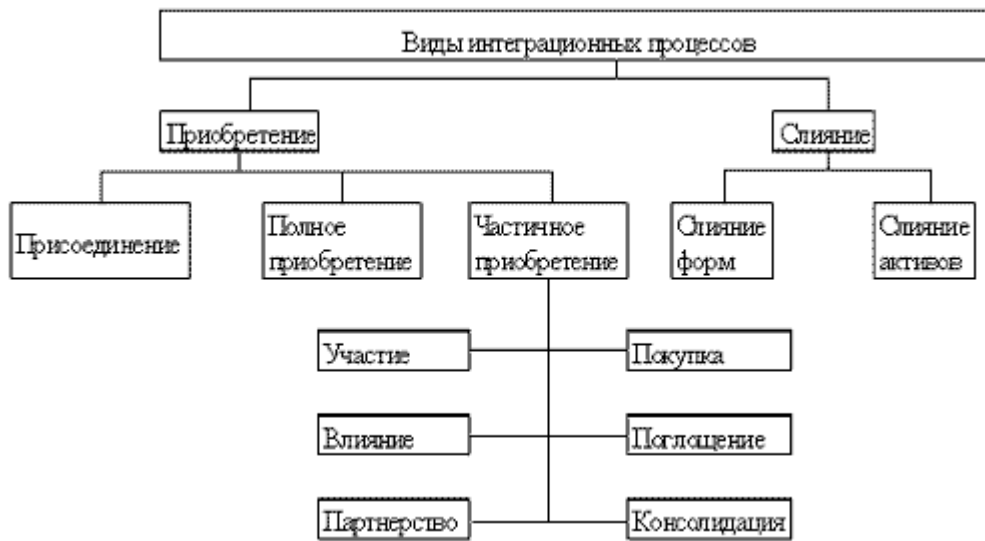 Виды интеграционных процессов
Приобретение
Слияние
Присоединение
Полное
приобретение
Частичное
приобретение
Слияние
форм
Слияние
активов
Участие
Покупка
Влияние
Поглощение
Партнерство
Консолидация